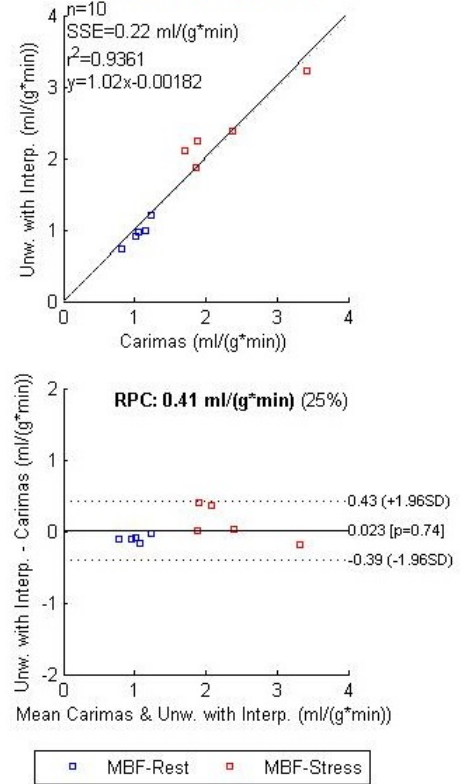 n=10
SSE=0.22 ml/(g*min)
r²=0.9361
y=1.02x-0.00182
Unw. with Interp. (ml/(g*min))
4
3
2
1
0
0 1 2 3 4
Carimas (ml/(g*min))
RPC: 0.41 ml/(g*min) (25%)
Unw. with Interp. - Carimas (ml/(g*min))
2
1
0
-1
-2
0.43 (+1.96SD)
0.023 [p=0.74]
-0.39 (-1.96SD)
0 1 2 3 4
Mean Carimas & Unw. with Interp. (ml/(g*min))
MBF-Rest MBF-Stress